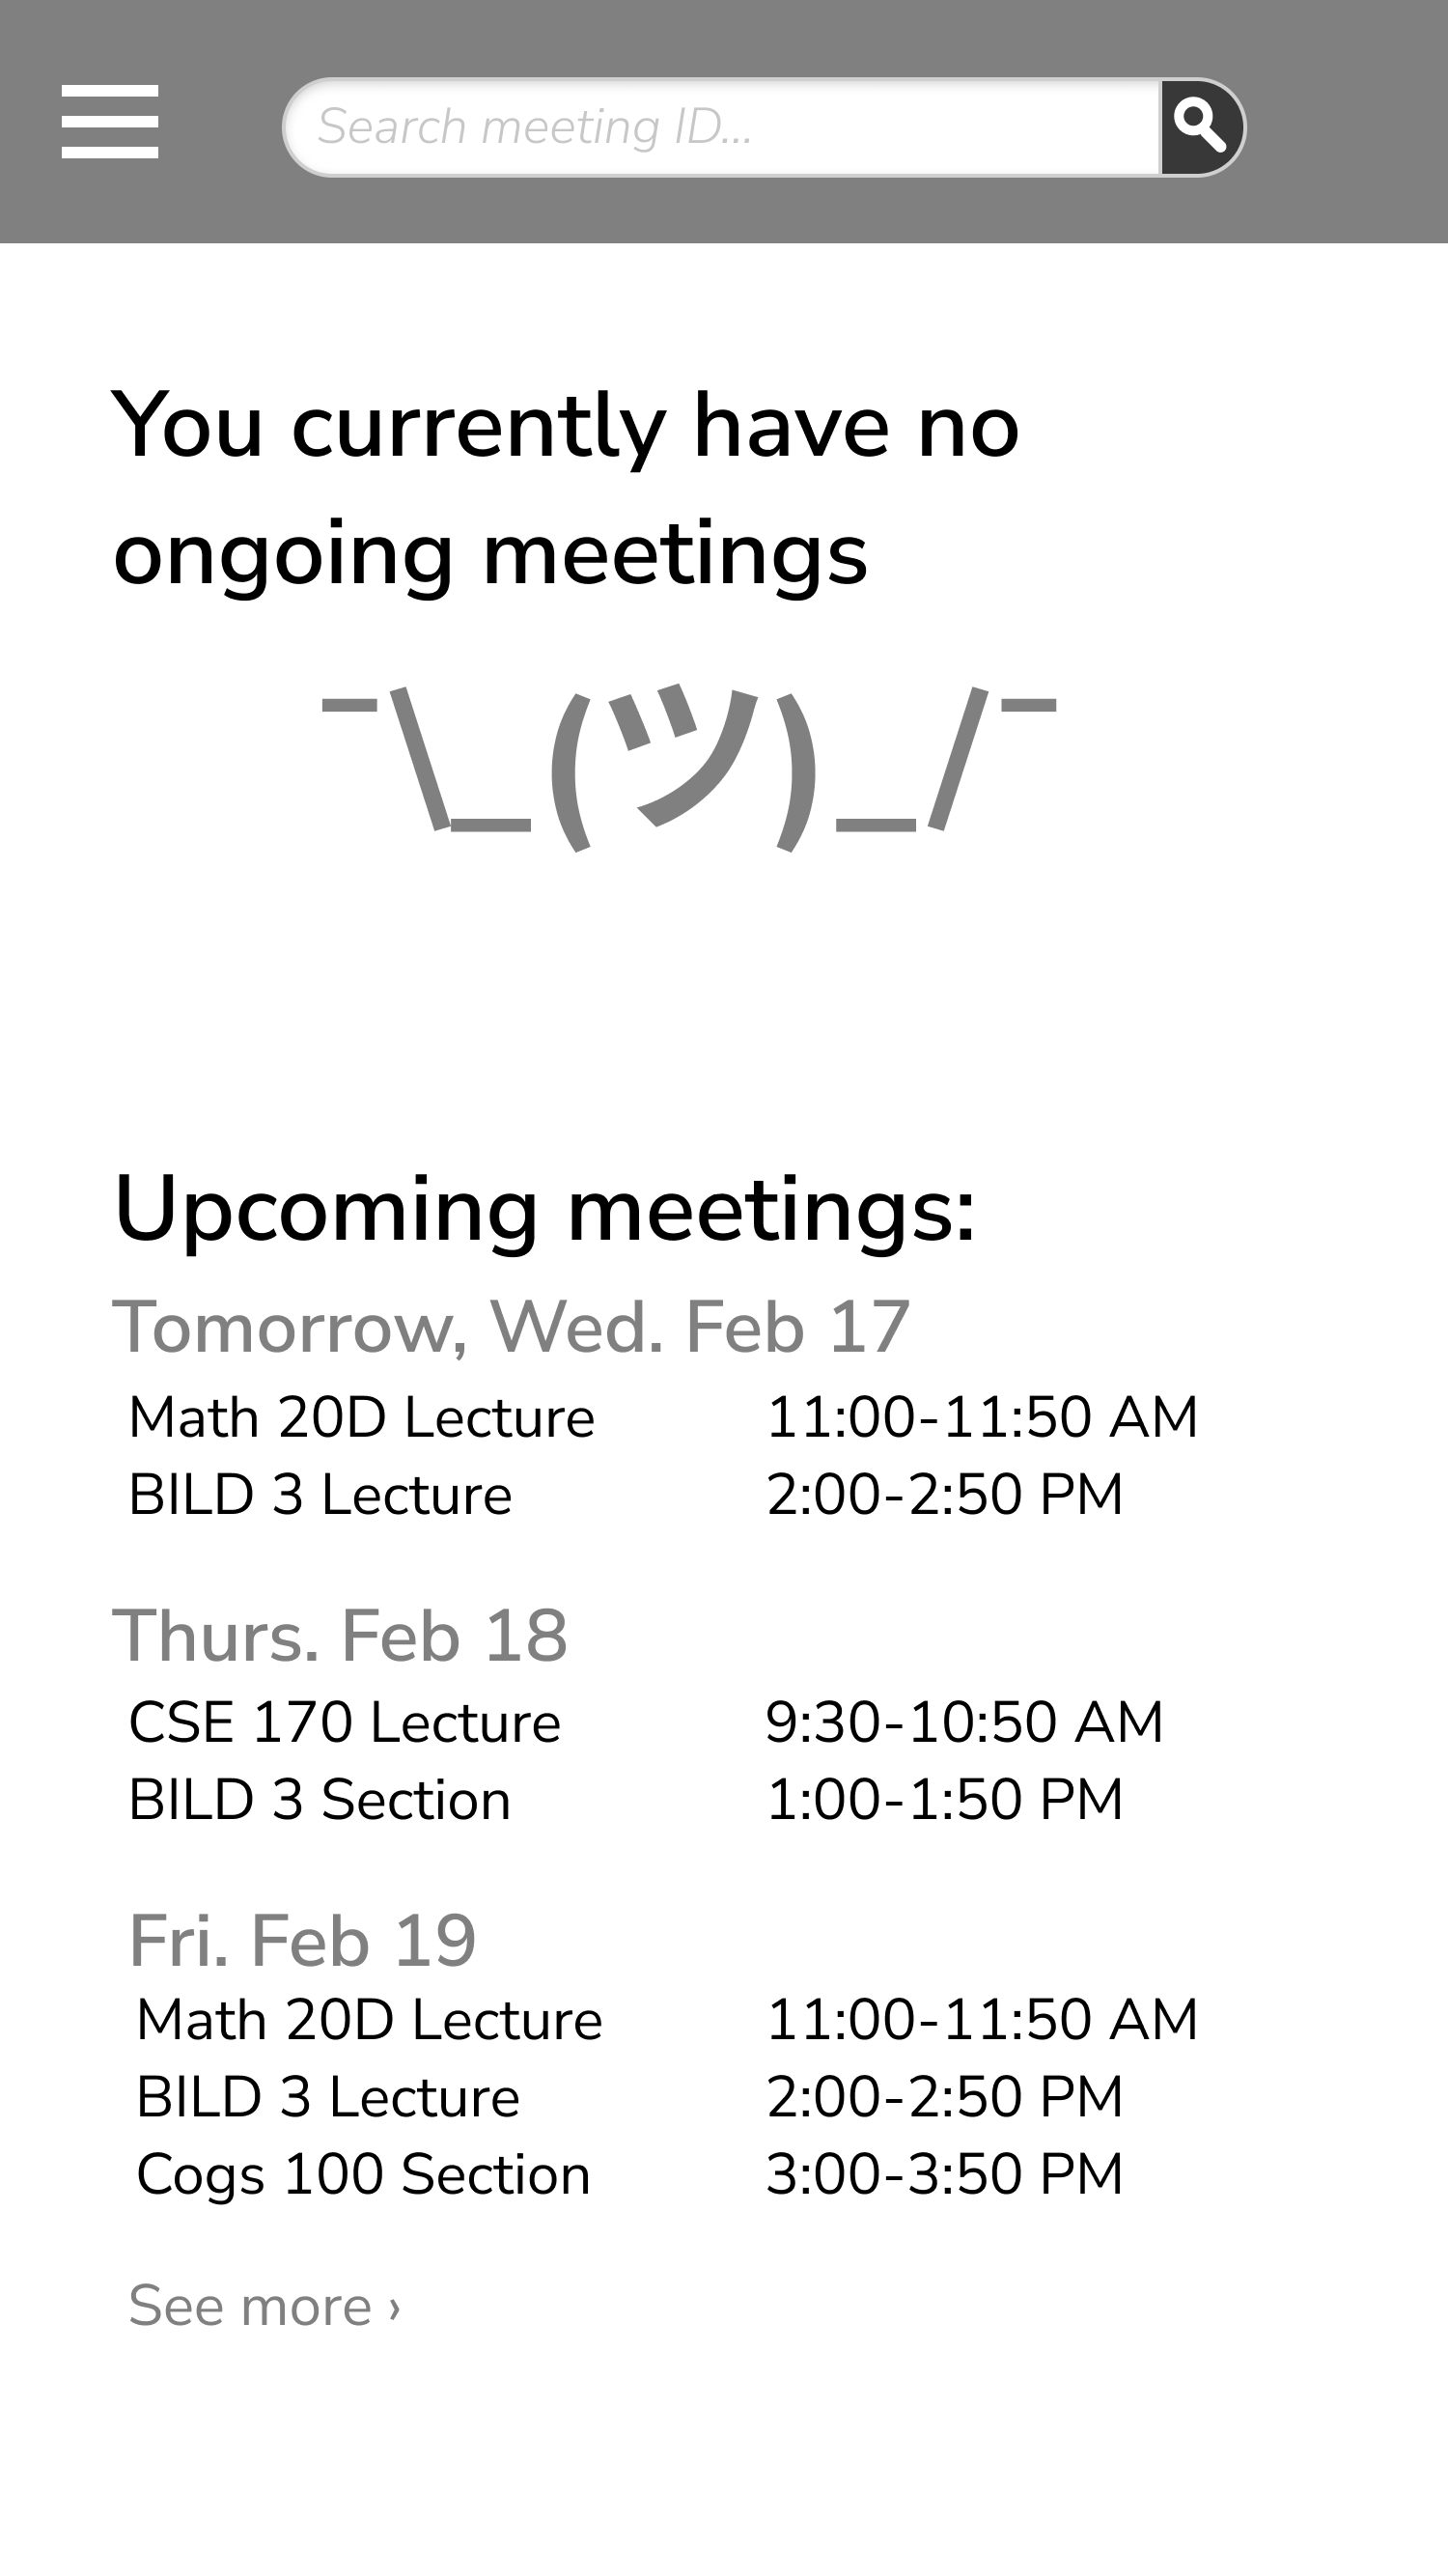 Search meeting ID...
You currently have no
ongoing meetings
¯\_(ツ)_/¯
Upcoming meetings:
Tomorrow, Wed. Feb 17
Math 20D Lecture 11:00-11:50 AM
BILD 3 Lecture 2:00-2:50 PM
Thurs. Feb 18
CSE 170 Lecture 9:30-10:50 AM
BILD 3 Section 1:00-1:50 PM
Fri. Feb 19
Math 20D Lecture 11:00-11:50 AM
BILD 3 Lecture 2:00-2:50 PM
Cogs 100 Section 3:00-3:50 PM
See more ›